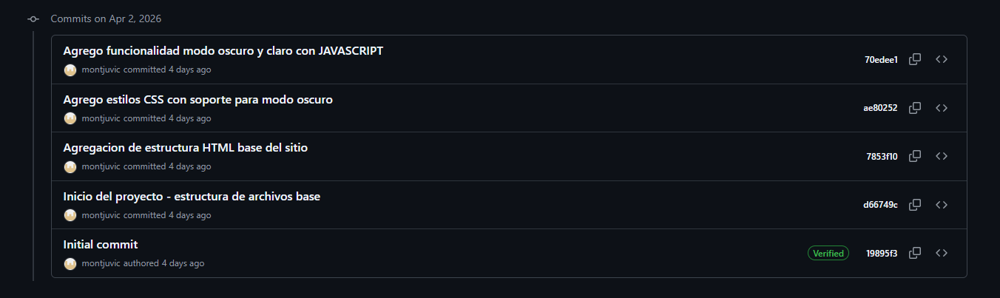 Commits on Apr 2, 2026
Agrego funcionalidad modo oscuro y claro con JAVASCRIPT
montjuvic committed 4 days ago
70edee1
Agrego estilos CSS con soporte para modo oscuro
montjuvic committed 4 days ago
ae80252
Agregacion de estructura HTML base del sitio
montjuvic committed 4 days ago
7853f10
Inicio del proyecto - estructura de archivos base
montjuvic committed 4 days ago
d66749c
Initial commit
montjuvic authored 4 days ago
Verified 19895f3